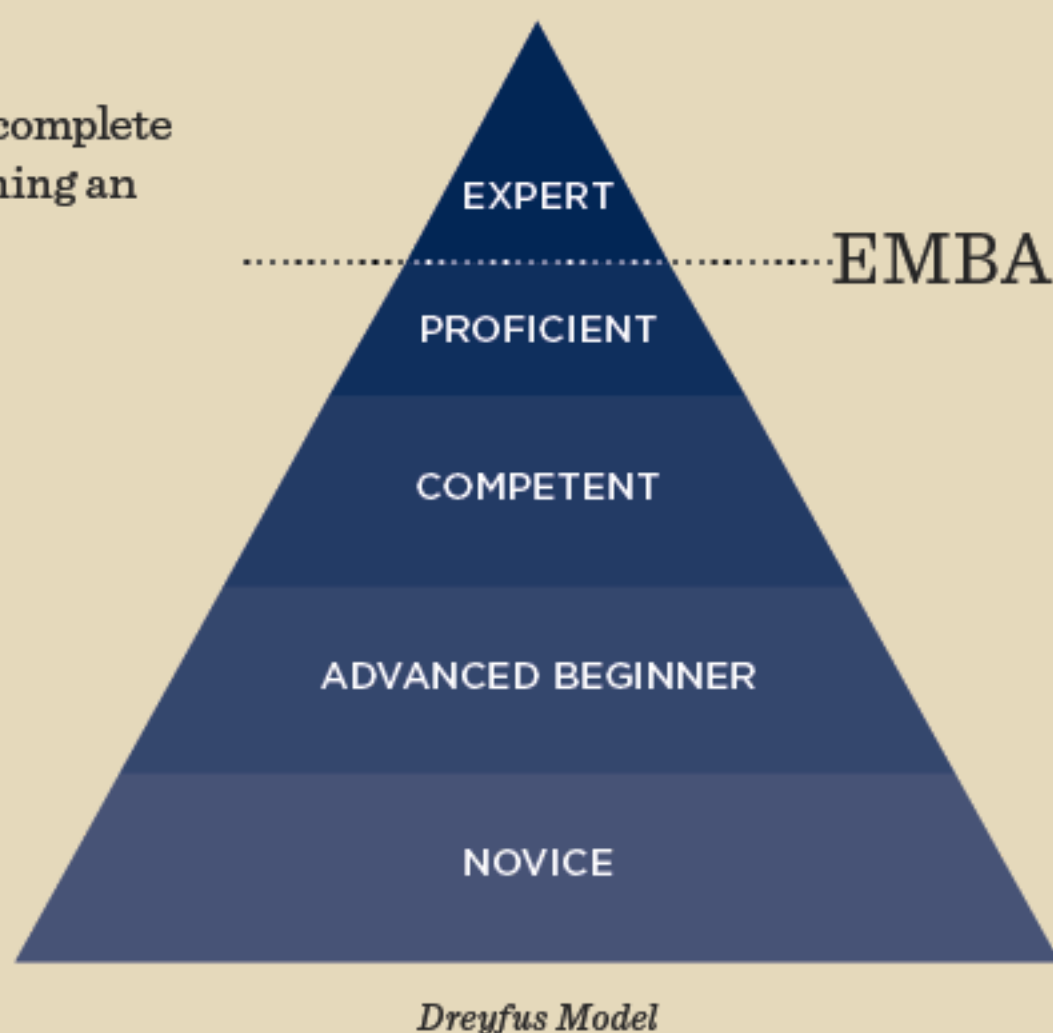 complete
ning an
EXPERT
EMBA
PROFICIENT
COMPETENT
ADVANCED BEGINNER
NOVICE
Dreyfus Model